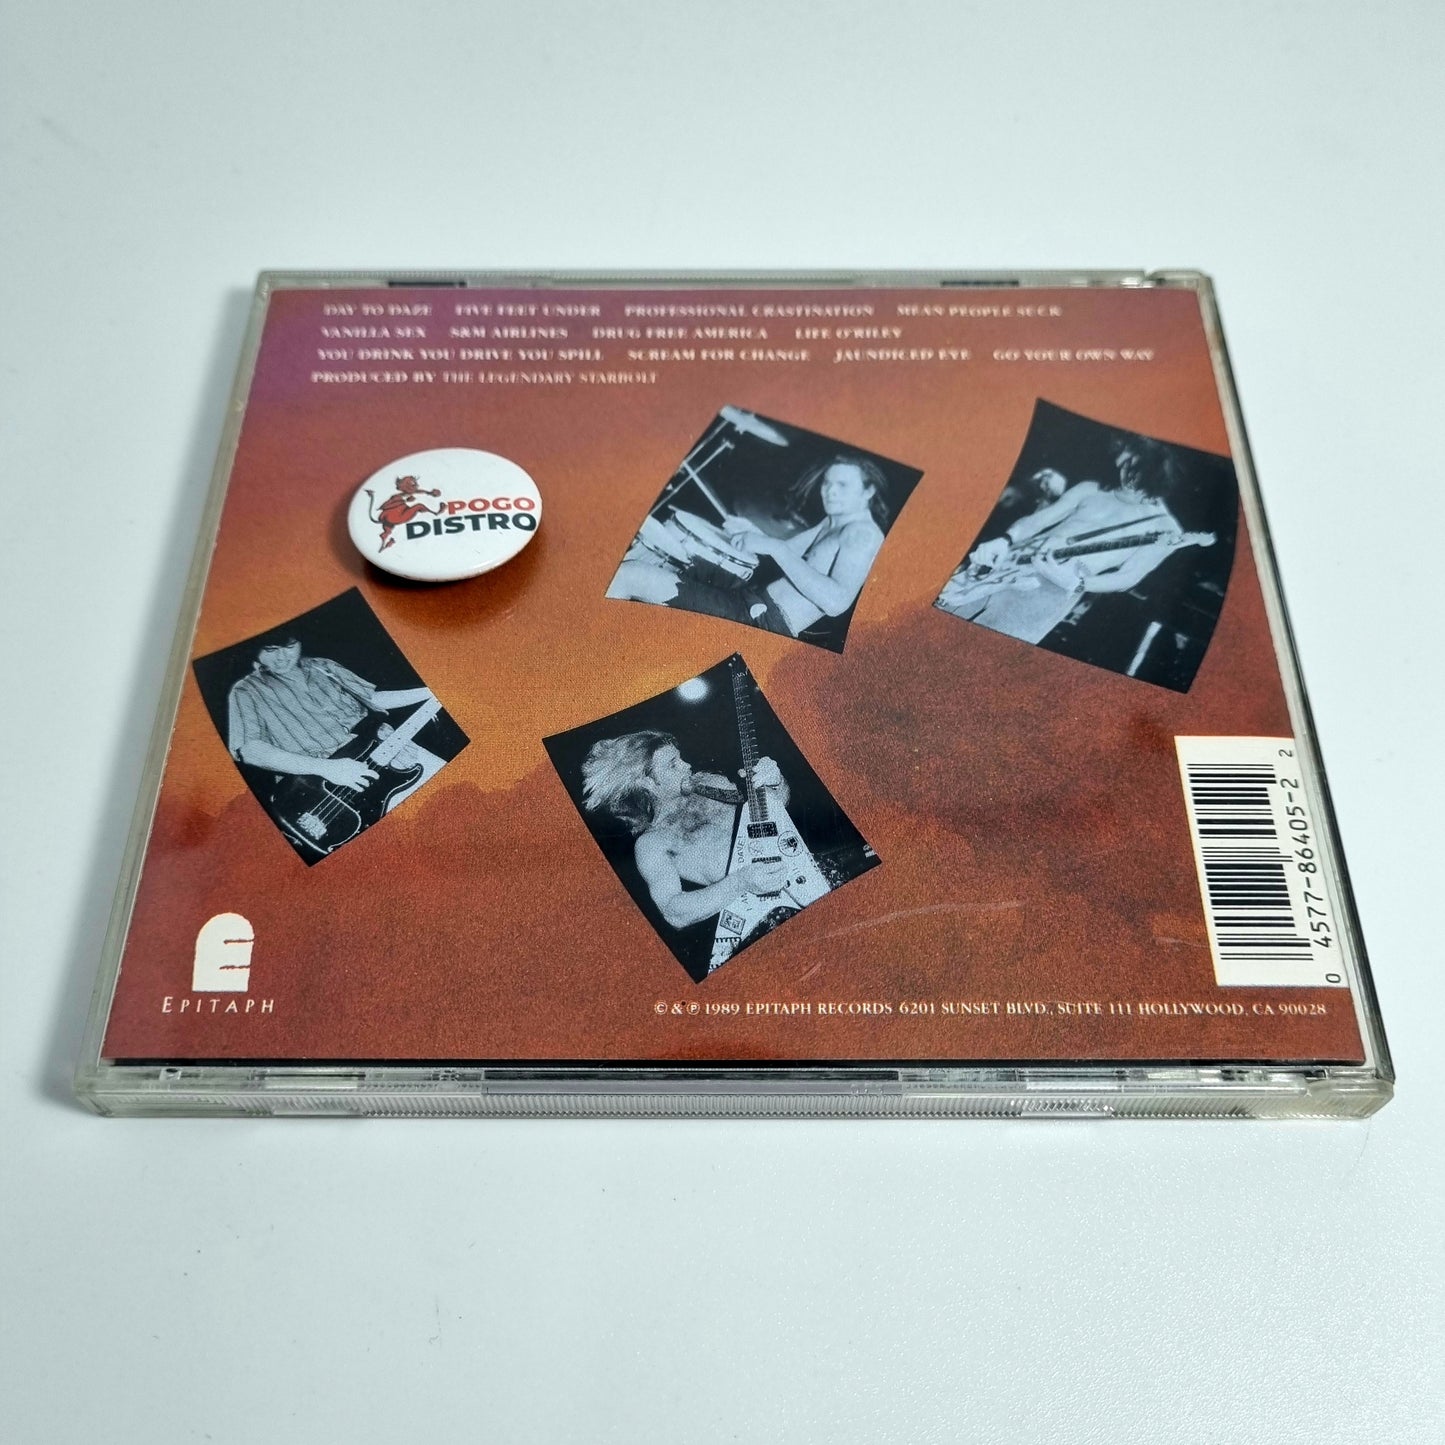 DAY TO DAZE FIVE FEET UNDER PROFESSIONAL CRASTINATION MEAN PEOPLE SUCK
VANILLA SEX S&M AIRLINES DRUG FREE AMERICA LIFE O'RILEY
YOU DRINK YOU DRIVE YOU SPILL SCREAM FOR CHANGE JAUNDICED EYE GO YOUR OWN WAY
PRODUCED BY THE LEGENDARY STARBOLT
POGO
DISTRO
DAVE
0 4577-86405-2 2
E
EPITAPH
© & ℗ 1989 EPITAPH RECORDS 6201 SUNSET BLVD., SUITE 111 HOLLYWOOD, CA 90028